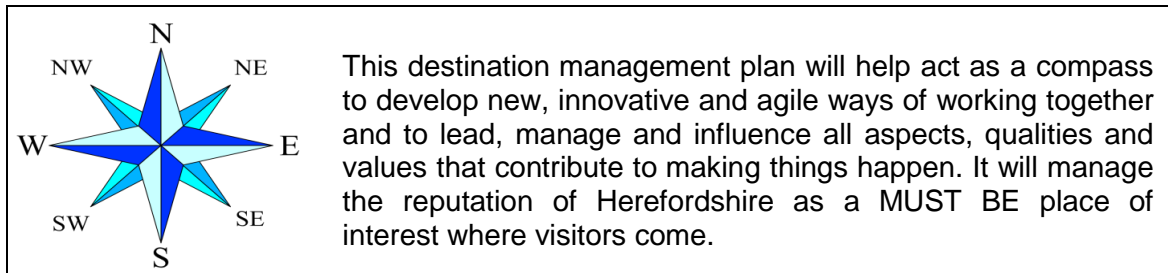 N
NW
NE
W
E
SW
SE
S
This destination management plan will help act as a compass
to develop new, innovative and agile ways of working together
and to lead, manage and influence all aspects, qualities and
values that contribute to making things happen. It will manage
the reputation of Herefordshire as a MUST BE place of
interest where visitors come.